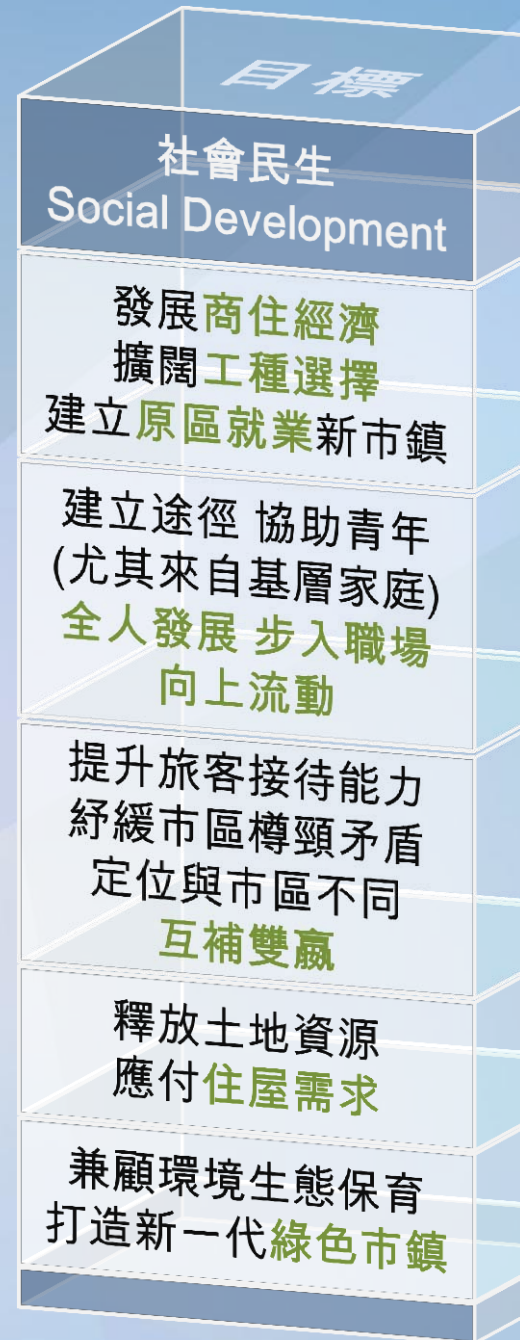 目標
社會民生
Social Development
發展商住經濟
擴闊工種選擇
建立原區就業新市鎮
建立途徑 協助青年
(尤其來自基層家庭)
全人發展 步入職場
向上流動
提升旅客接待能力
紓緩市區樽頸矛盾
定位與市區不同
互補雙贏
釋放土地資源
應付住屋需求
兼顧環境生態保育
打造新一代綠色市鎮